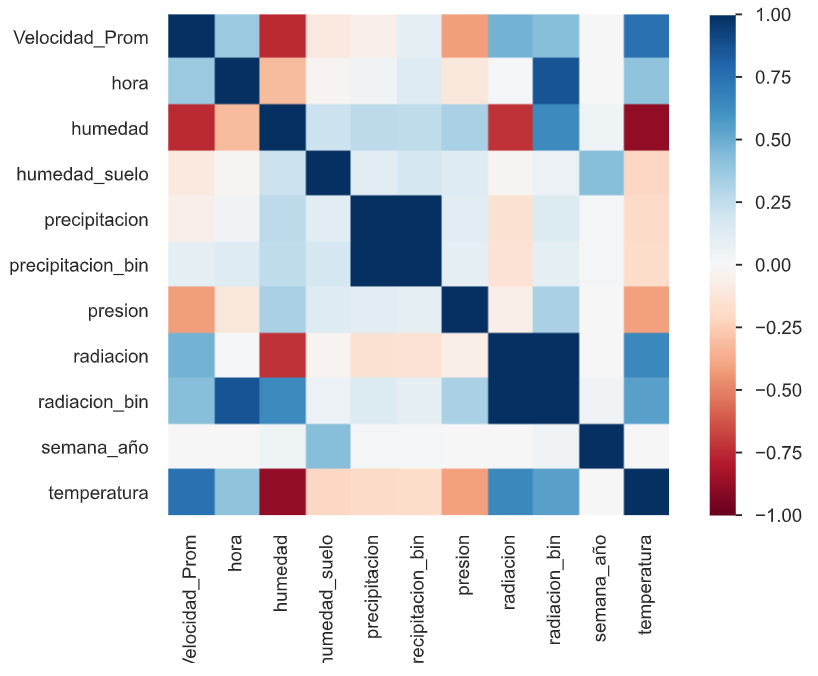 Velocidad_Prom
hora
humedad
humedad_suelo
precipitacion
precipitacion_bin
presion
radiacion
radiacion_bin
semana_año
temperatura
1.00
0.75
0.50
0.25
0.00
−0.25
−0.50
−0.75
−1.00
Velocidad_Prom
hora
humedad
humedad_suelo
precipitacion
recipitacion_bin
presion
radiacion
radiacion_bin
semana_año
temperatura